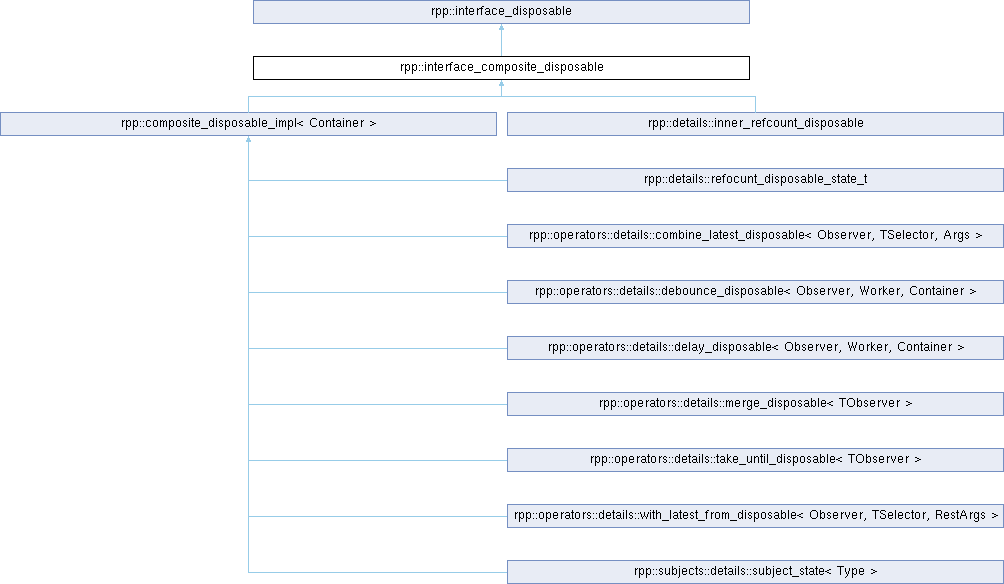 rpp::interface_disposable
rpp::interface_composite_disposable
rpp::composite_disposable_impl< Container >
rpp::details::inner_refcount_disposable
rpp::details::refocunt_disposable_state_t
rpp::operators::details::combine_latest_disposable< Observer, TSelector, Args >
rpp::operators::details::debounce_disposable< Observer, Worker, Container >
rpp::operators::details::delay_disposable< Observer, Worker, Container >
rpp::operators::details::merge_disposable< TObserver >
rpp::operators::details::take_until_disposable< TObserver >
rpp::operators::details::with_latest_from_disposable< Observer, TSelector, RestArgs >
rpp::subjects::details::subject_state< Type >